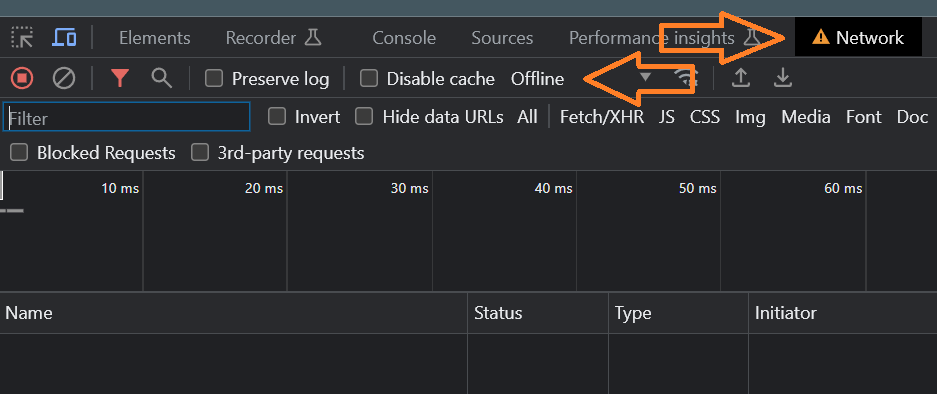 Elements Recorder Console Sources Performance insights Network
Preserve log Disable cache Offline
Filter Invert Hide data URLs All Fetch/XHR JS CSS Img Media Font Doc
Blocked Requests 3rd-party requests
10 ms 20 ms 30 ms 40 ms 50 ms 60 ms
Name Status Type Initiator